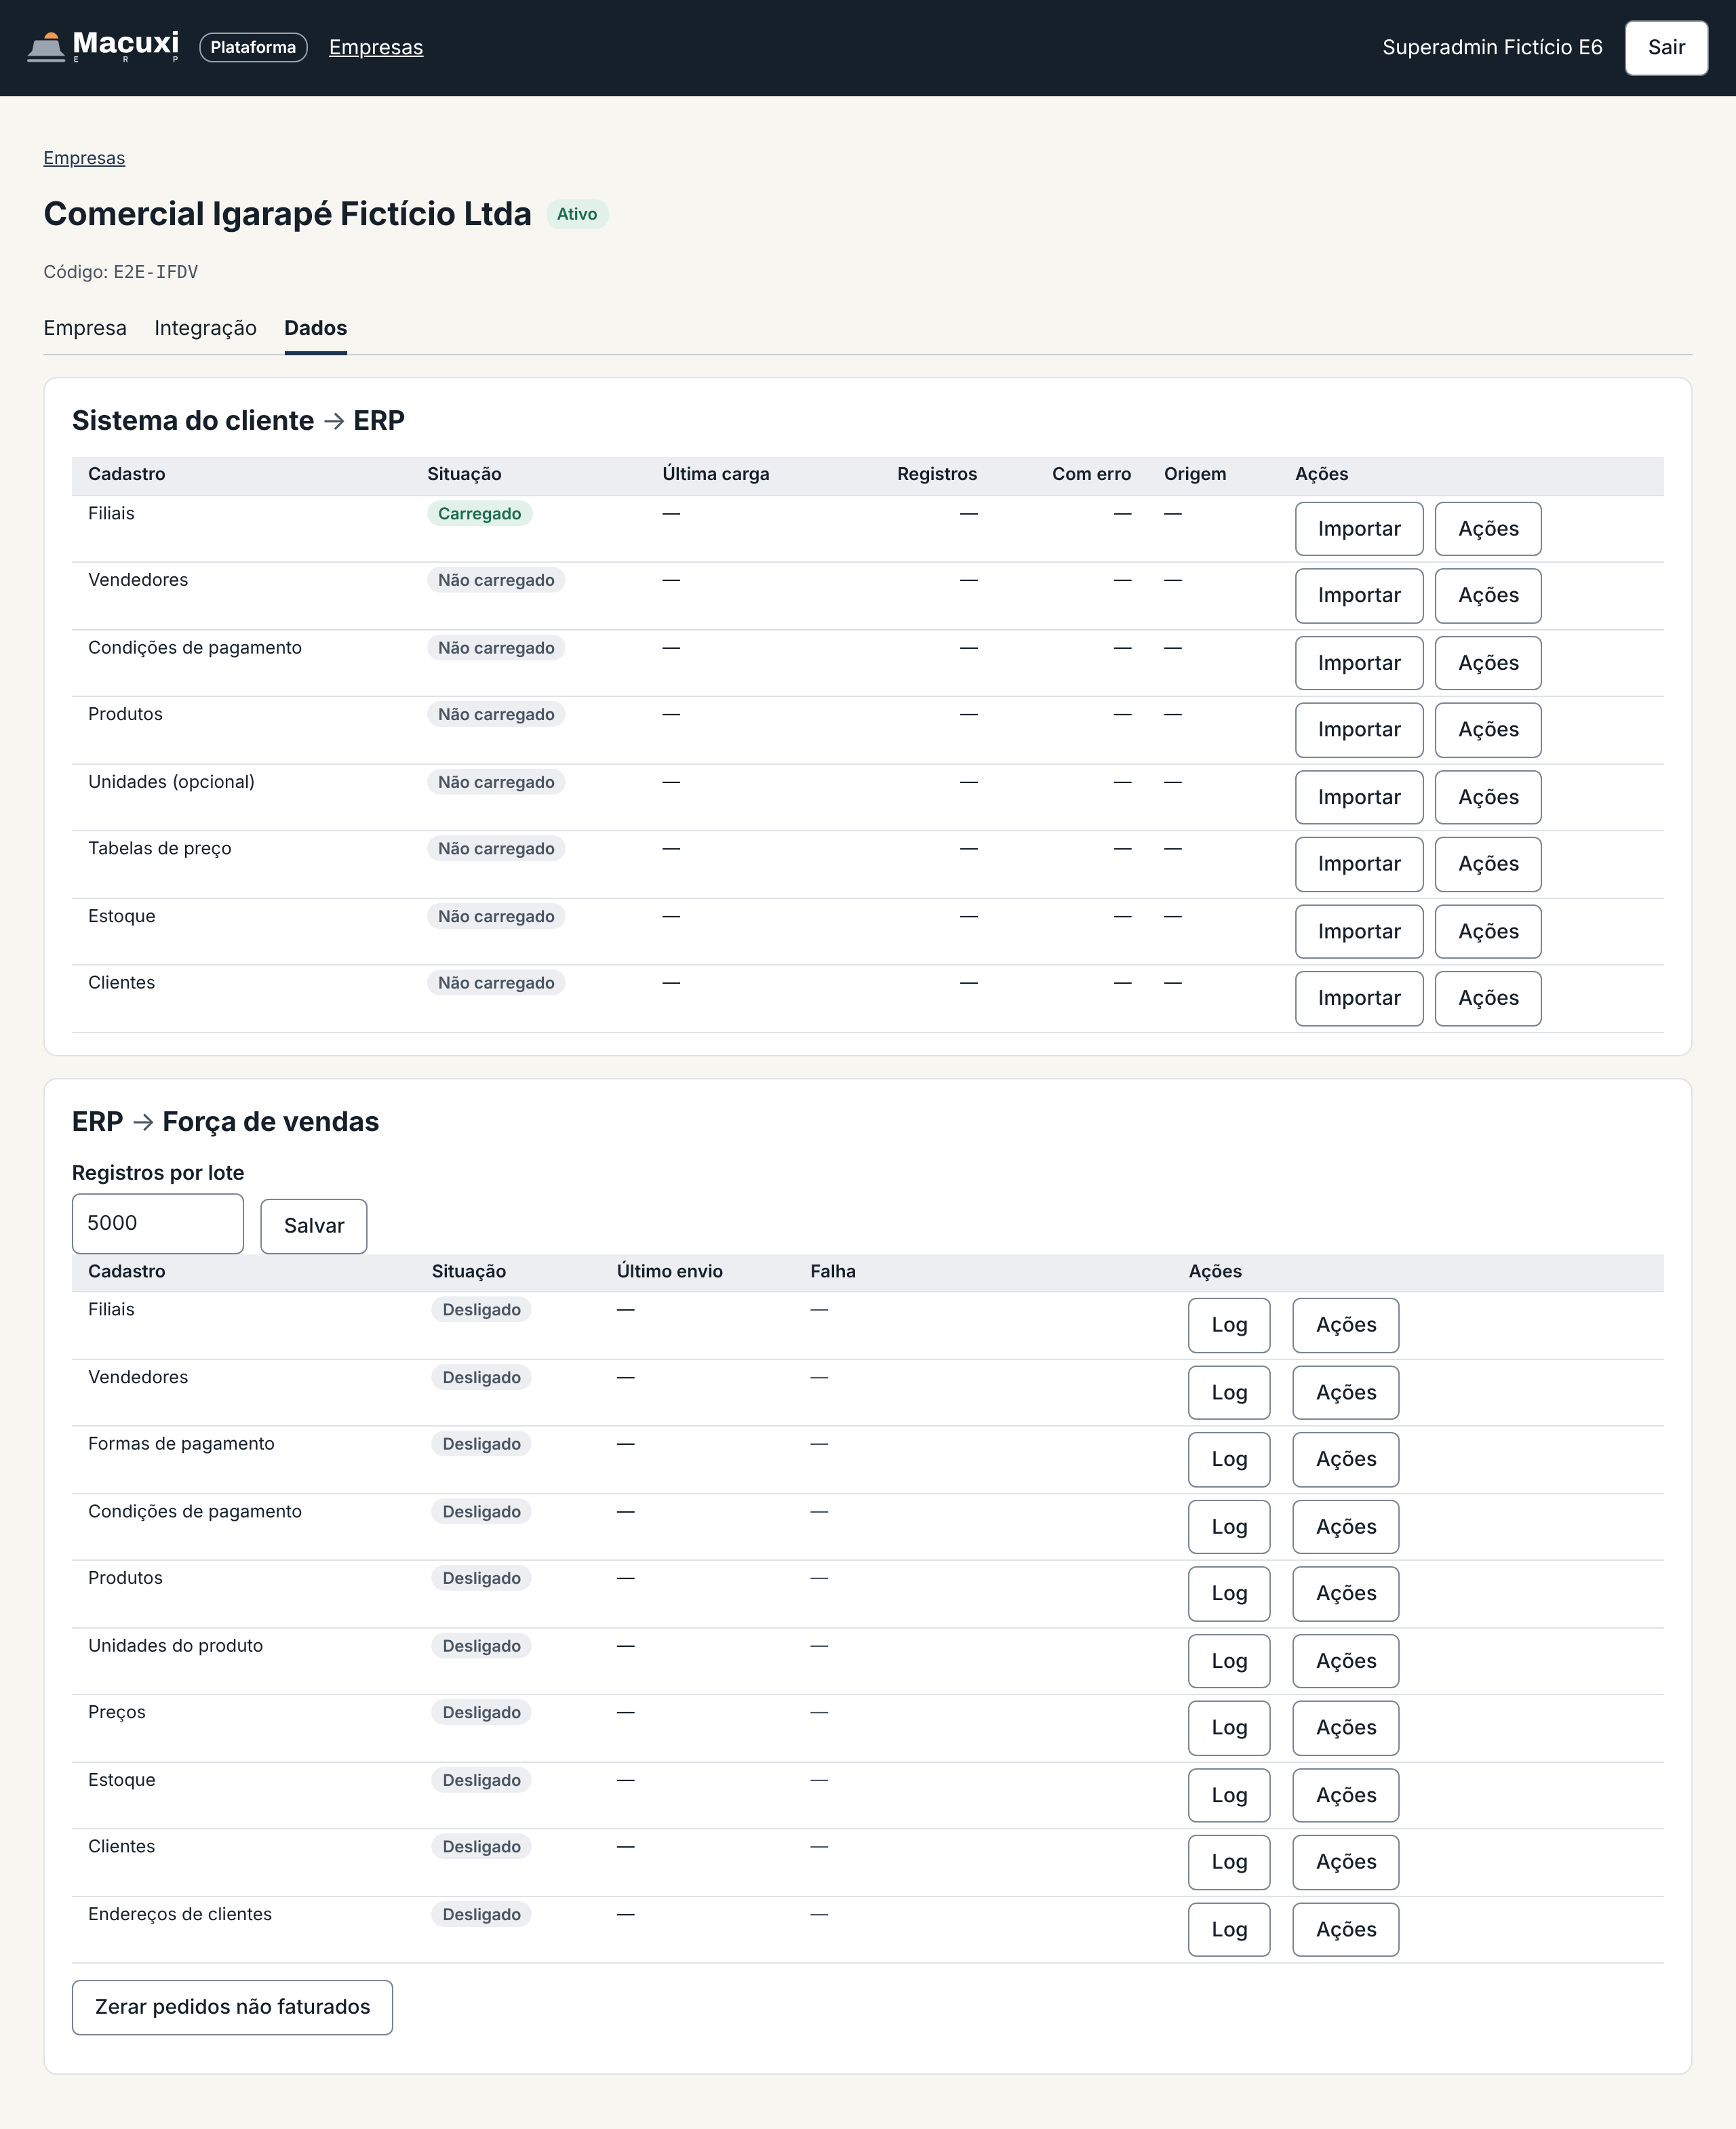 Macuxi
E R P
Plataforma
Empresas
Superadmin Fictício E6
Sair
Empresas
Comercial Igarapé Fictício Ltda Ativo
Código: E2E-IFDV
Empresa Integração Dados
Sistema do cliente → ERP
Cadastro Situação Última carga Registros Com erro Origem Ações
Filiais Carregado — — — — Importar Ações
Vendedores Não carregado — — — — Importar Ações
Condições de pagamento Não carregado — — — — Importar Ações
Produtos Não carregado — — — — Importar Ações
Unidades (opcional) Não carregado — — — — Importar Ações
Tabelas de preço Não carregado — — — — Importar Ações
Estoque Não carregado — — — — Importar Ações
Clientes Não carregado — — — — Importar Ações
ERP → Força de vendas
Registros por lote
5000 Salvar
Cadastro Situação Último envio Falha Ações
Filiais Desligado — — Log Ações
Vendedores Desligado — — Log Ações
Formas de pagamento Desligado — — Log Ações
Condições de pagamento Desligado — — Log Ações
Produtos Desligado — — Log Ações
Unidades do produto Desligado — — Log Ações
Preços Desligado — — Log Ações
Estoque Desligado — — Log Ações
Clientes Desligado — — Log Ações
Endereços de clientes Desligado — — Log Ações
Zerar pedidos não faturados